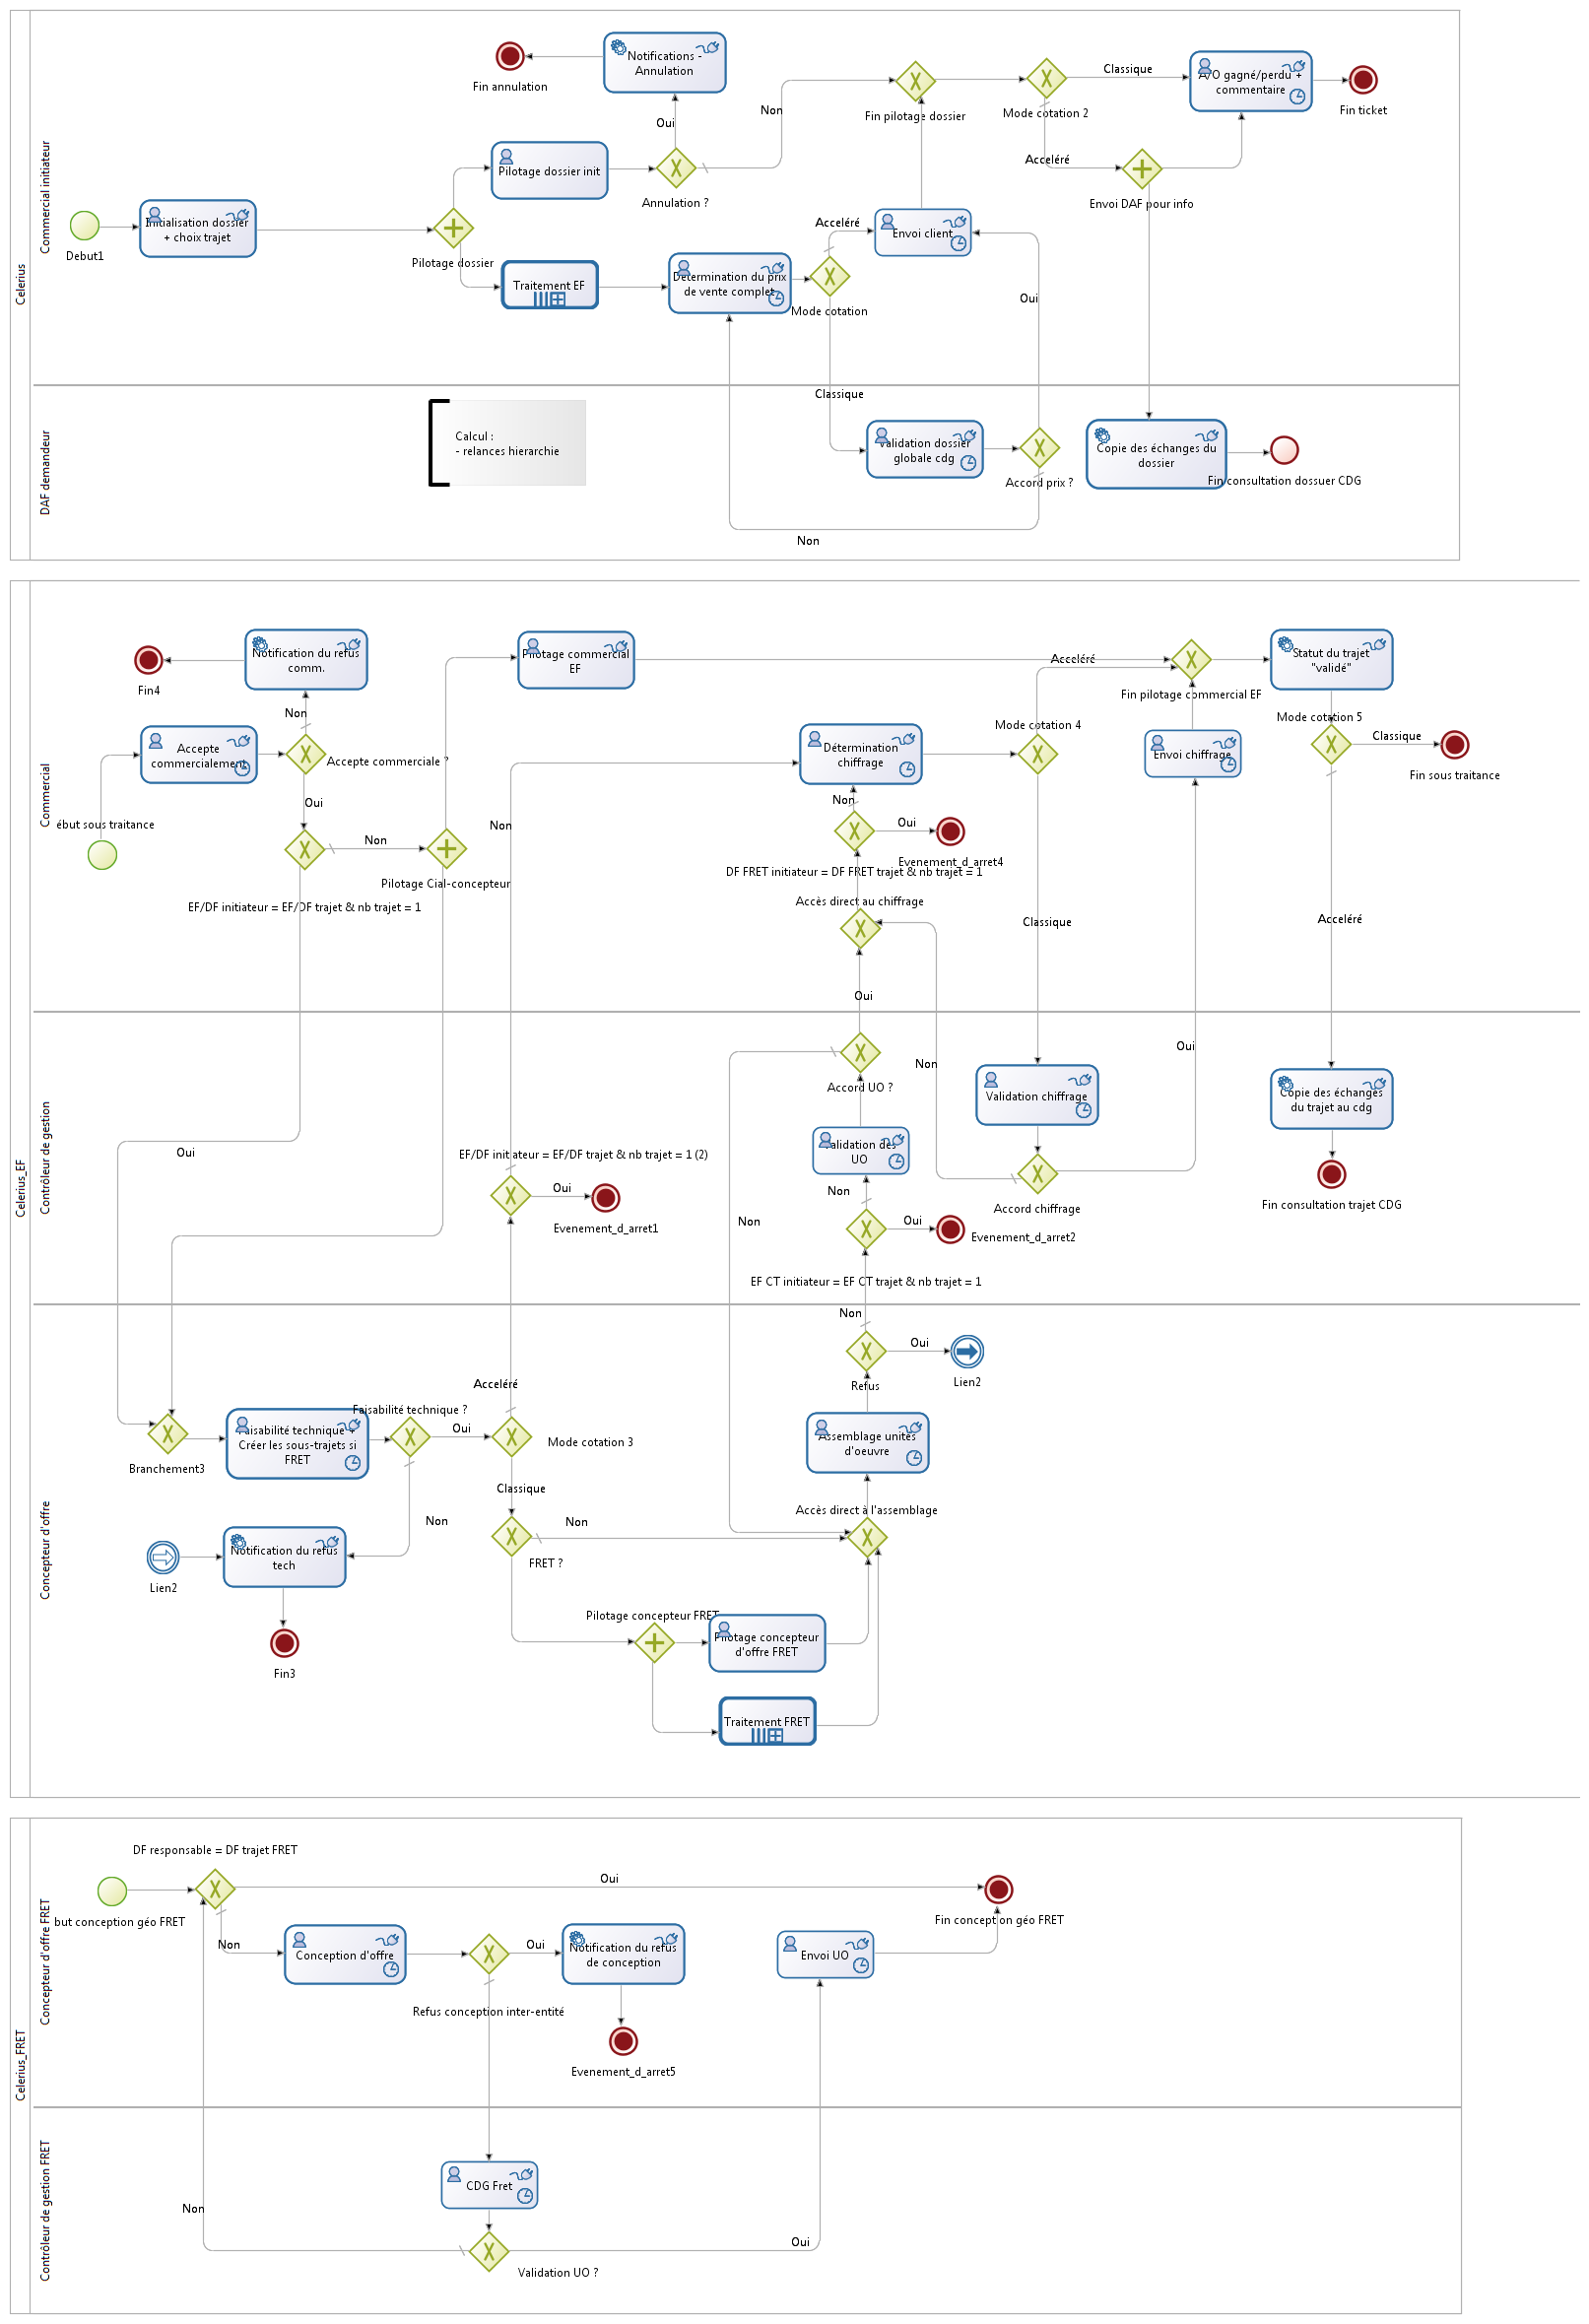 Celerius
Commercial initiateur
Notifications -
Annulation
Fin annulation
Oui
Non
Fin pilotage dossier
Mode cotation 2
Classique
A/O gagné/perdu +
commentaire
Fin ticket
Acceléré
Envoi DAF pour info
Pilotage dossier init
Annulation ?
Debut1
Initialisation dossier
+ choix trajet
Pilotage dossier
Traitement EF
Détermination du prix
de vente complet
Acceléré
Mode cotation
Envoi client
Oui
Classique
DAF demandeur
Calcul :
- relances hierarchie
Validation dossier
globale cdg
Accord prix ?
Copie des échanges du
dossier
Fin consultation dossuer CDG
Non
Celerius_EF
Commercial
Fin4
Notification du refus
comm.
Pilotage commercial
EF
Acceléré
Fin pilotage commercial EF
Statut du trajet
"validé"
Non
Accepte
commercialement
Accepte commerciale ?
Détermination
chiffrage
Mode cotation 4
Envoi chiffrage
Mode cotation 5
Classique
Fin sous traitance
Oui
ébut sous traitance
Non
Pilotage Cial-concepteur
EF/DF initiateur = EF/DF trajet & nb trajet = 1
Non
Non
Oui
Evenement_d_arret4
DF FRET initiateur = DF FRET trajet & nb trajet = 1
Accès direct au chiffrage
Classique
Acceléré
Oui
Contrôleur de gestion
Oui
Accord UO ?
Non
Validation chiffrage
Oui
Copie des échanges
du trajet au cdg
Validation des
UO
EF/DF initiateur = EF/DF trajet & nb trajet = 1 (2)
Oui
Evenement_d_arret1
Non
Non
Oui
Evenement_d_arret2
Accord chiffrage
Fin consultation trajet CDG
EF CT initiateur = EF CT trajet & nb trajet = 1
Concepteur d'offre
Non
Oui
Refus
Lien2
Acceléré
Faisabilité technique ?
Oui
Mode cotation 3
Branchement3
Faisabilité technique +
Créer les sous-trajets si
FRET
Assemblage unités
d'oeuvre
Classique
Accès direct à l'assemblage
Non
Non
FRET ?
Lien2
Notification du refus
tech
Fin3
Pilotage concepteur FRET
Pilotage concepteur
d'offre FRET
Traitement FRET
Celerius_FRET
Concepteur d'offre FRET
DF responsable = DF trajet FRET
Oui
but conception géo FRET
Non
Conception d'offre
Oui
Notification du refus
de conception
Envoi UO
Fin conception géo FRET
Refus conception inter-entité
Evenement_d_arret5
Contrôleur de gestion FRET
CDG Fret
Non
Oui
Validation UO ?